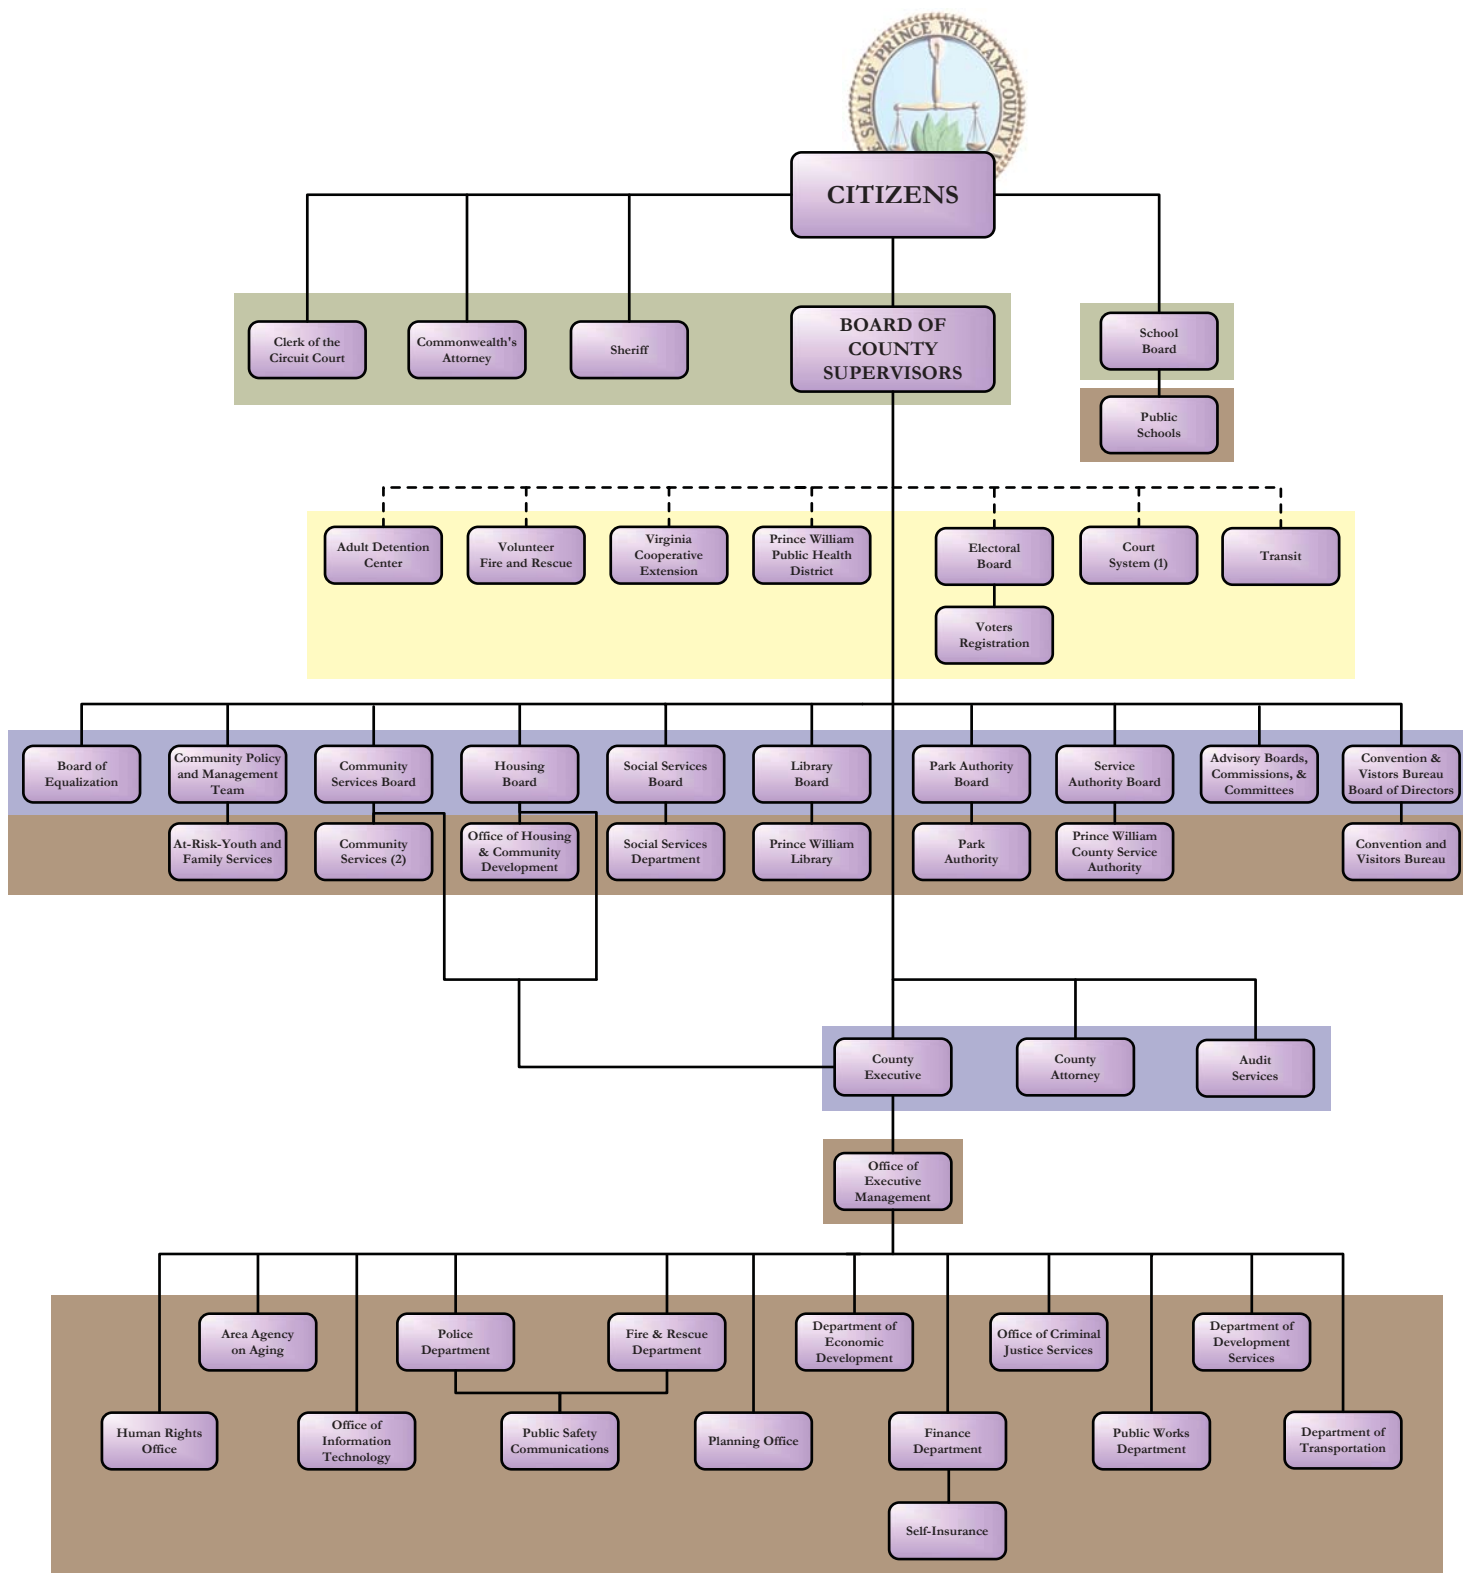 SEAL OF PRINCE WILLIAM COUNTY
CITIZENS
Clerk of the
Circuit Court
Commonwealth's
Attorney
Sheriff
BOARD OF
COUNTY
SUPERVISORS
School
Board
Public
Schools
Adult Detention
Center
Volunteer
Fire and Rescue
Virginia
Cooperative
Extension
Prince William
Public Health
District
Electoral
Board
Court
System (1)
Transit
Voters
Registration
Board of
Equalization
Community Policy
and Management
Team
Community
Services Board
Housing
Board
Social Services
Board
Library
Board
Park Authority
Board
Service
Authority Board
Advisory Boards,
Commissions, &
Committees
Convention &
Vistors Bureau
Board of Directors
At-Risk-Youth and
Family Services
Community
Services (2)
Office of Housing
& Community
Development
Social Services
Department
Prince William
Library
Park
Authority
Prince William
County Service
Authority
Convention and
Visitors Bureau
County
Executive
County
Attorney
Audit
Services
Office of
Executive
Management
Area Agency
on Aging
Police
Department
Fire & Rescue
Department
Department of
Economic
Development
Office of Criminal
Justice Services
Department of
Development
Services
Human Rights
Office
Office of
Information
Technology
Public Safety
Communications
Planning Office
Finance
Department
Public Works
Department
Department of
Transportation
Self-Insurance